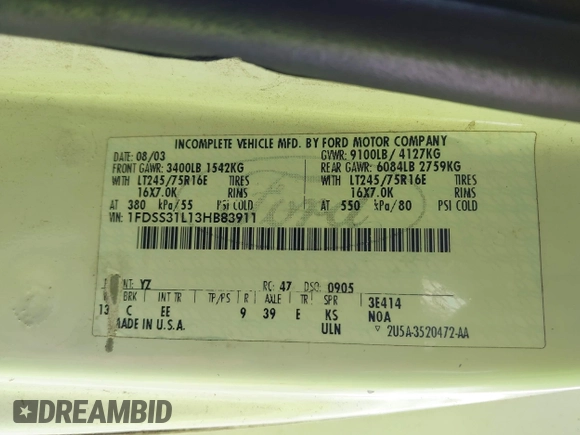 INCOMPLETE VEHICLE MFD. BY FORD MOTOR COMPANY
DATE: 08/03 GVWR: 9100LB / 4127KG
FRONT GAWR: 3400LB 1542KG REAR GAWR: 6084LB 2759KG
WITH LT245/75R16E TIRES WITH LT245/75R16E TIRES
16X7.0K RIMS 16X7.0K RIMS
AT 380 kPa/55 PSI COLD AT 550 kPa/80 PSI COLD
1FDSS31L13HB83911
Ford
NT: YZ RC: 47 DSO: 0905
BRK INT TR TP/PS R AXLE TR SPR 3E414
13 C EE 9 39 E KS NOA
MADE IN U.S.A. ULN ▽ 2U5A-3520472-AA
DREAMBID